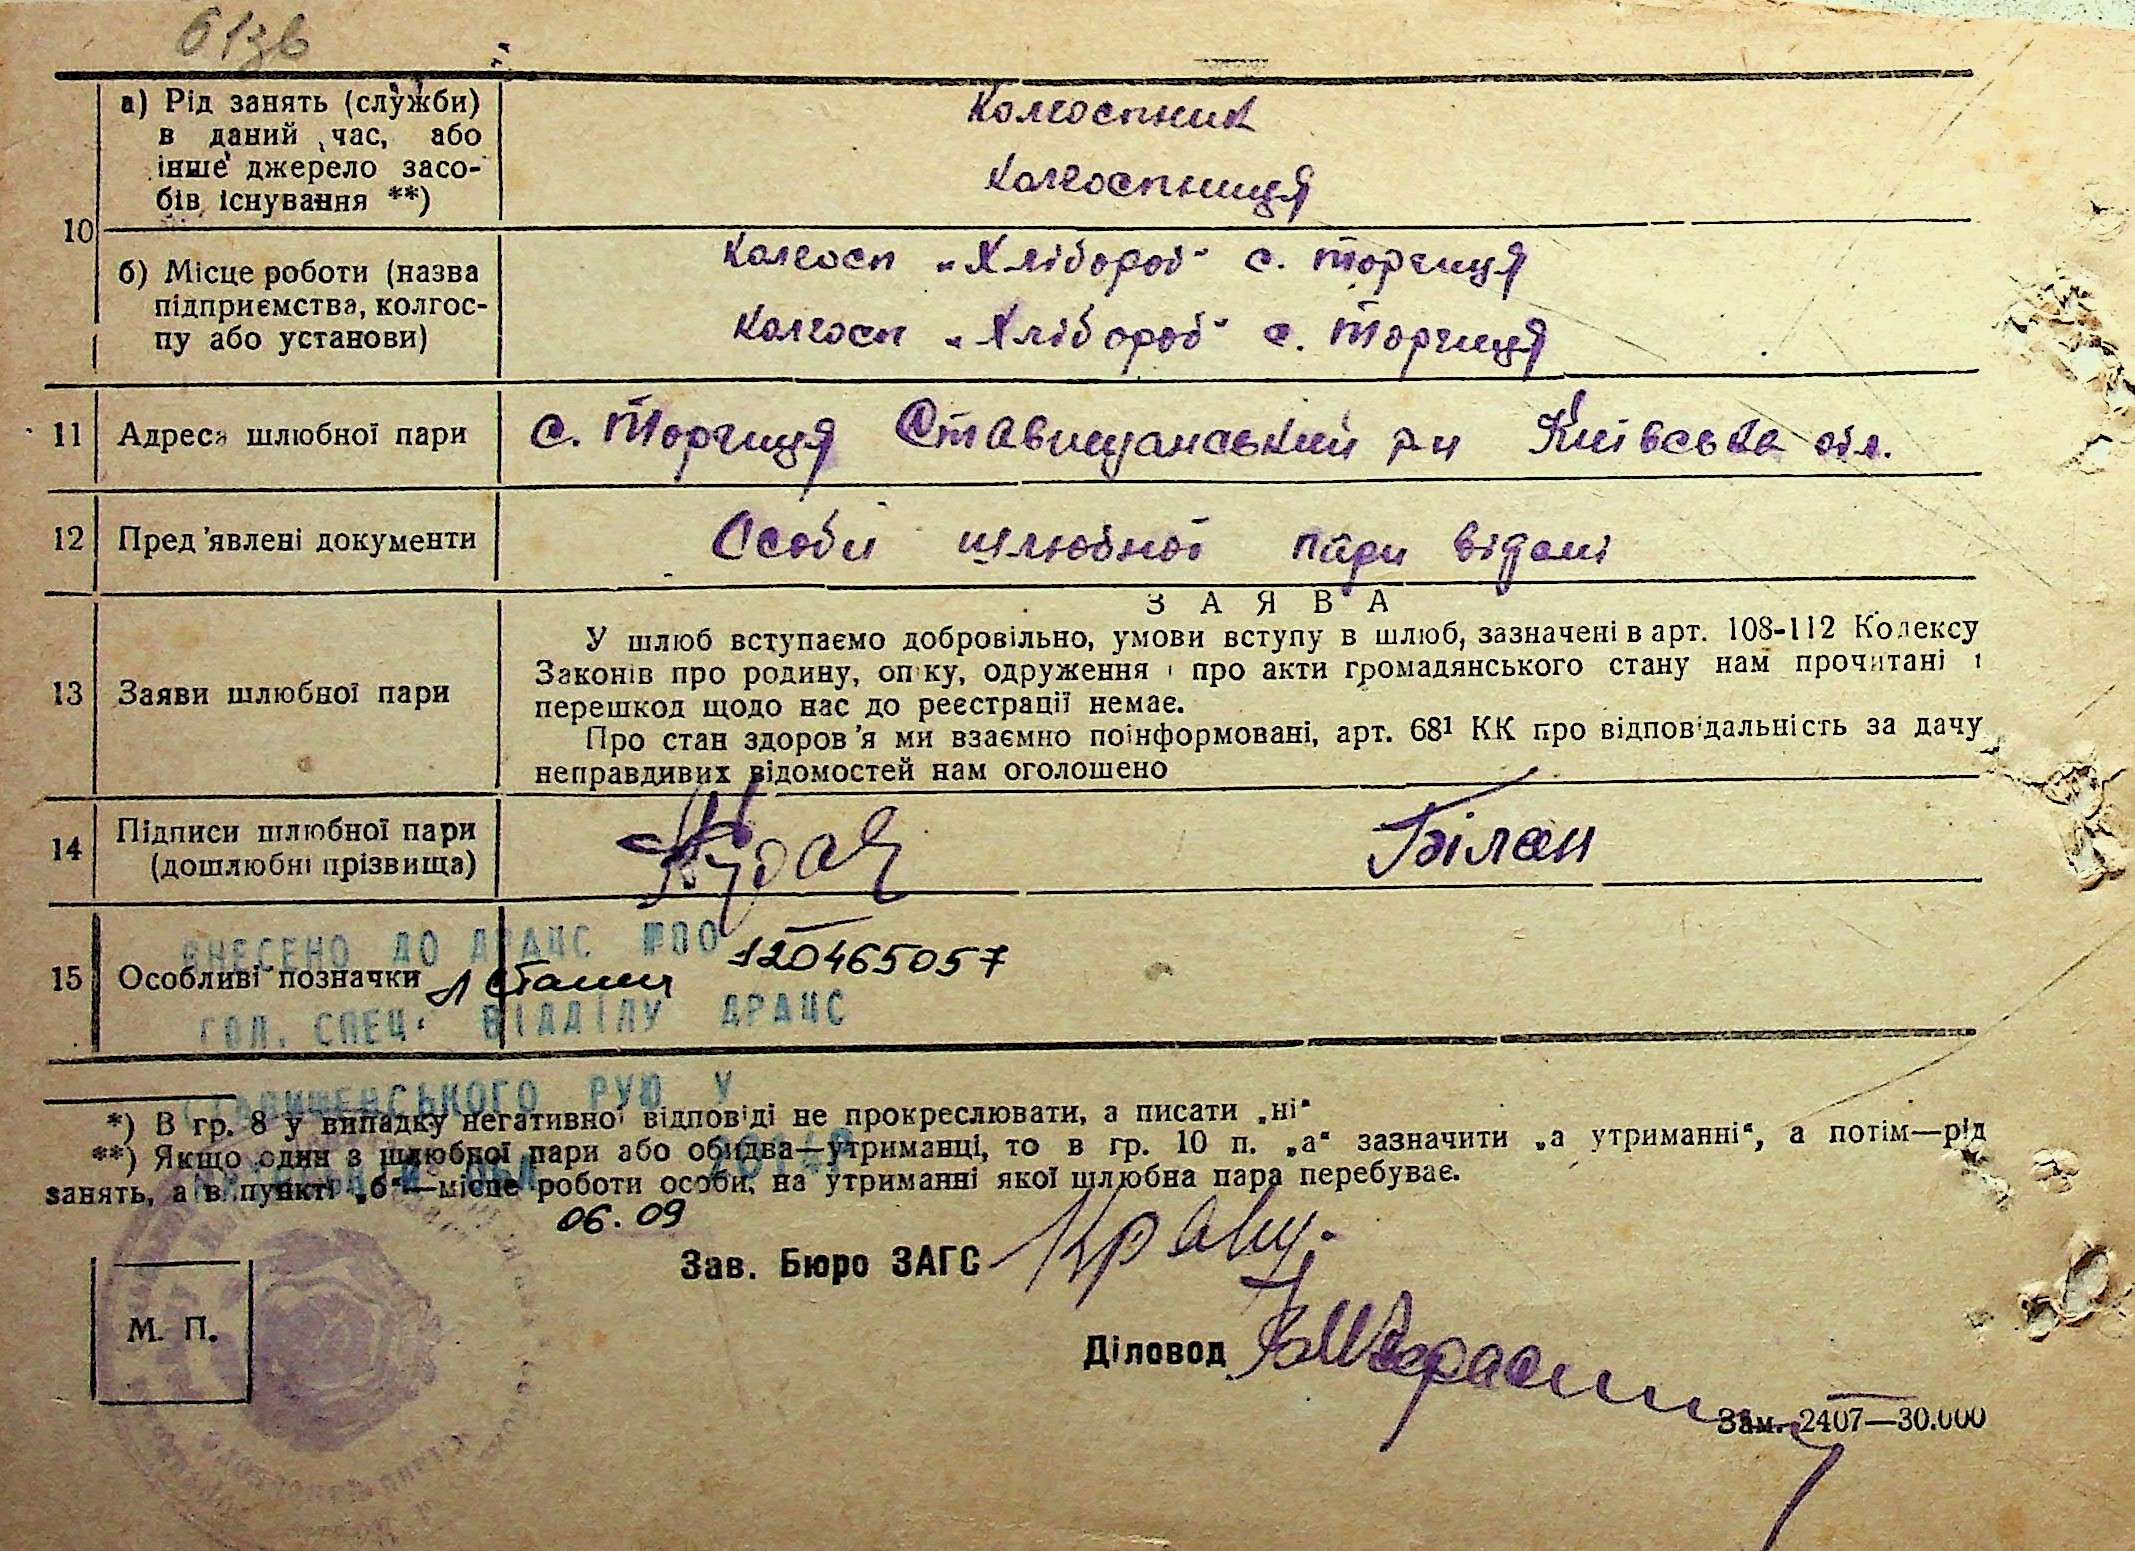 613в
10
а) Рід занять (служби)
в даний час, або
інше джерело засо-
бів існування **)
Колгоспник
Колгоспниця
б) Місце роботи (назва
підприємства, колгос-
пу або установи)
Колгосп „Хлібороб" с. Торчиця
Колгосп „Хлібороб" с. Торчиця
11 Адреса шлюбної пари
с. Торчиця Ставищанський р-н Київська обл.
12 Пред'явлені документи
Особи шлюбної пари відомі
13 Заяви шлюбної пари
ЗАЯВА
У шлюб вступаємо добровільно, умови вступу в шлюб, зазначені в арт. 108-112 Кодексу
Законів про родину, опіку, одруження і про акти громадянського стану нам прочитані і
перешкод щодо нас до реєстрації немає.
Про стан здоров'я ми взаємно поінформовані, арт. 68¹ КК про відповідальність за дачу
неправдивих відомостей нам оголошено
14 Підписи шлюбної пари
(дошлюбні прізвища)
Білан
ВНЕСЕНО ДО ДРАЦС №00 120465057
15 Особливі позначки
ГОЛ. СПЕЦ. ВІДДІЛУ ДРАЦС
СТАВИЩЕНСЬКОГО РУЮ У
*) В гр. 8 у випадку негативної відповіді не прокреслювати, а писати „ні"
**) Якщо один з шлюбної пари або обидва—утриманці, то в гр. 10 п. „а" зазначити „а утриманні", а потім—рід
занять, а в пункті „б"—місце роботи особи, на утриманні якої шлюбна пара перебуває.
06.09
Зав. Бюро ЗАГС
М. П.
Діловод
Зам. 2407—30.000